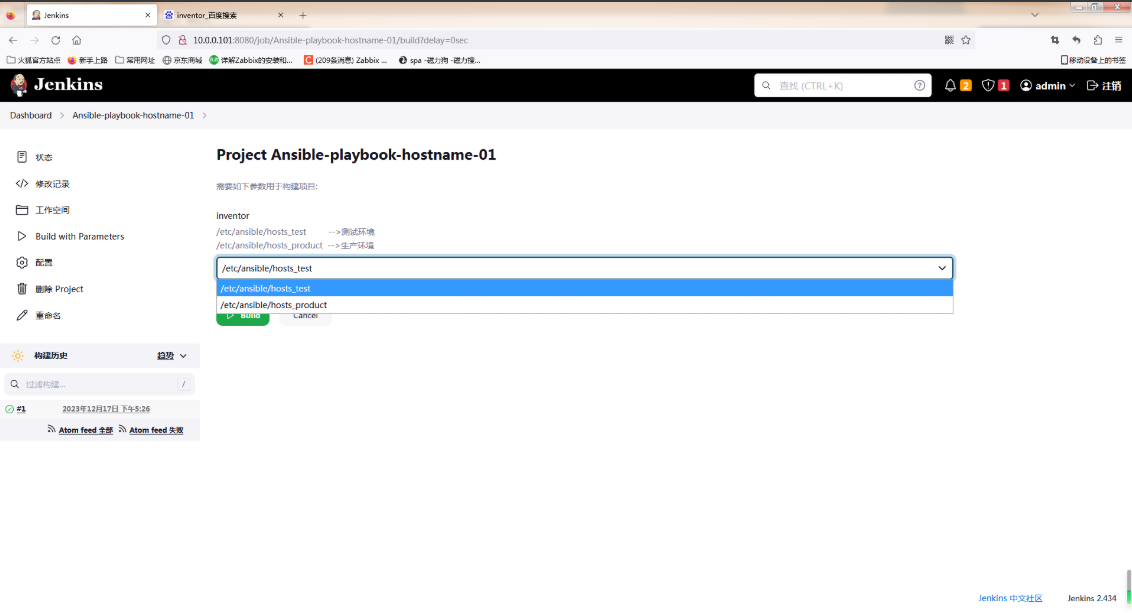 Jenkins
inventor_百度搜索
10.0.0.101:8080/job/Ansible-playbook-hostname-01/build?delay=0sec
火狐官方站点 新手上路 常用网址 京东商城 详解Zabbix的安装和... (209条消息) Zabbix ... spa -磁力狗 -磁力搜... 移动设备上的书签
Jenkins
查找 (CTRL+K)
2
1
admin
注销
Dashboard
Ansible-playbook-hostname-01
状态
修改记录
工作空间
Build with Parameters
配置
删除 Project
重命名
构建历史
趋势
过滤构建...
/
#1
2023年12月17日 下午5:26
Atom feed 全部
Atom feed 失败
Project Ansible-playbook-hostname-01
需要如下参数用于构建项目:
inventor
/etc/ansible/hosts_test -->测试环境
/etc/ansible/hosts_product -->生产环境
/etc/ansible/hosts_test
/etc/ansible/hosts_test
/etc/ansible/hosts_product
Build
Cancel
Jenkins 中文社区
Jenkins 2.434